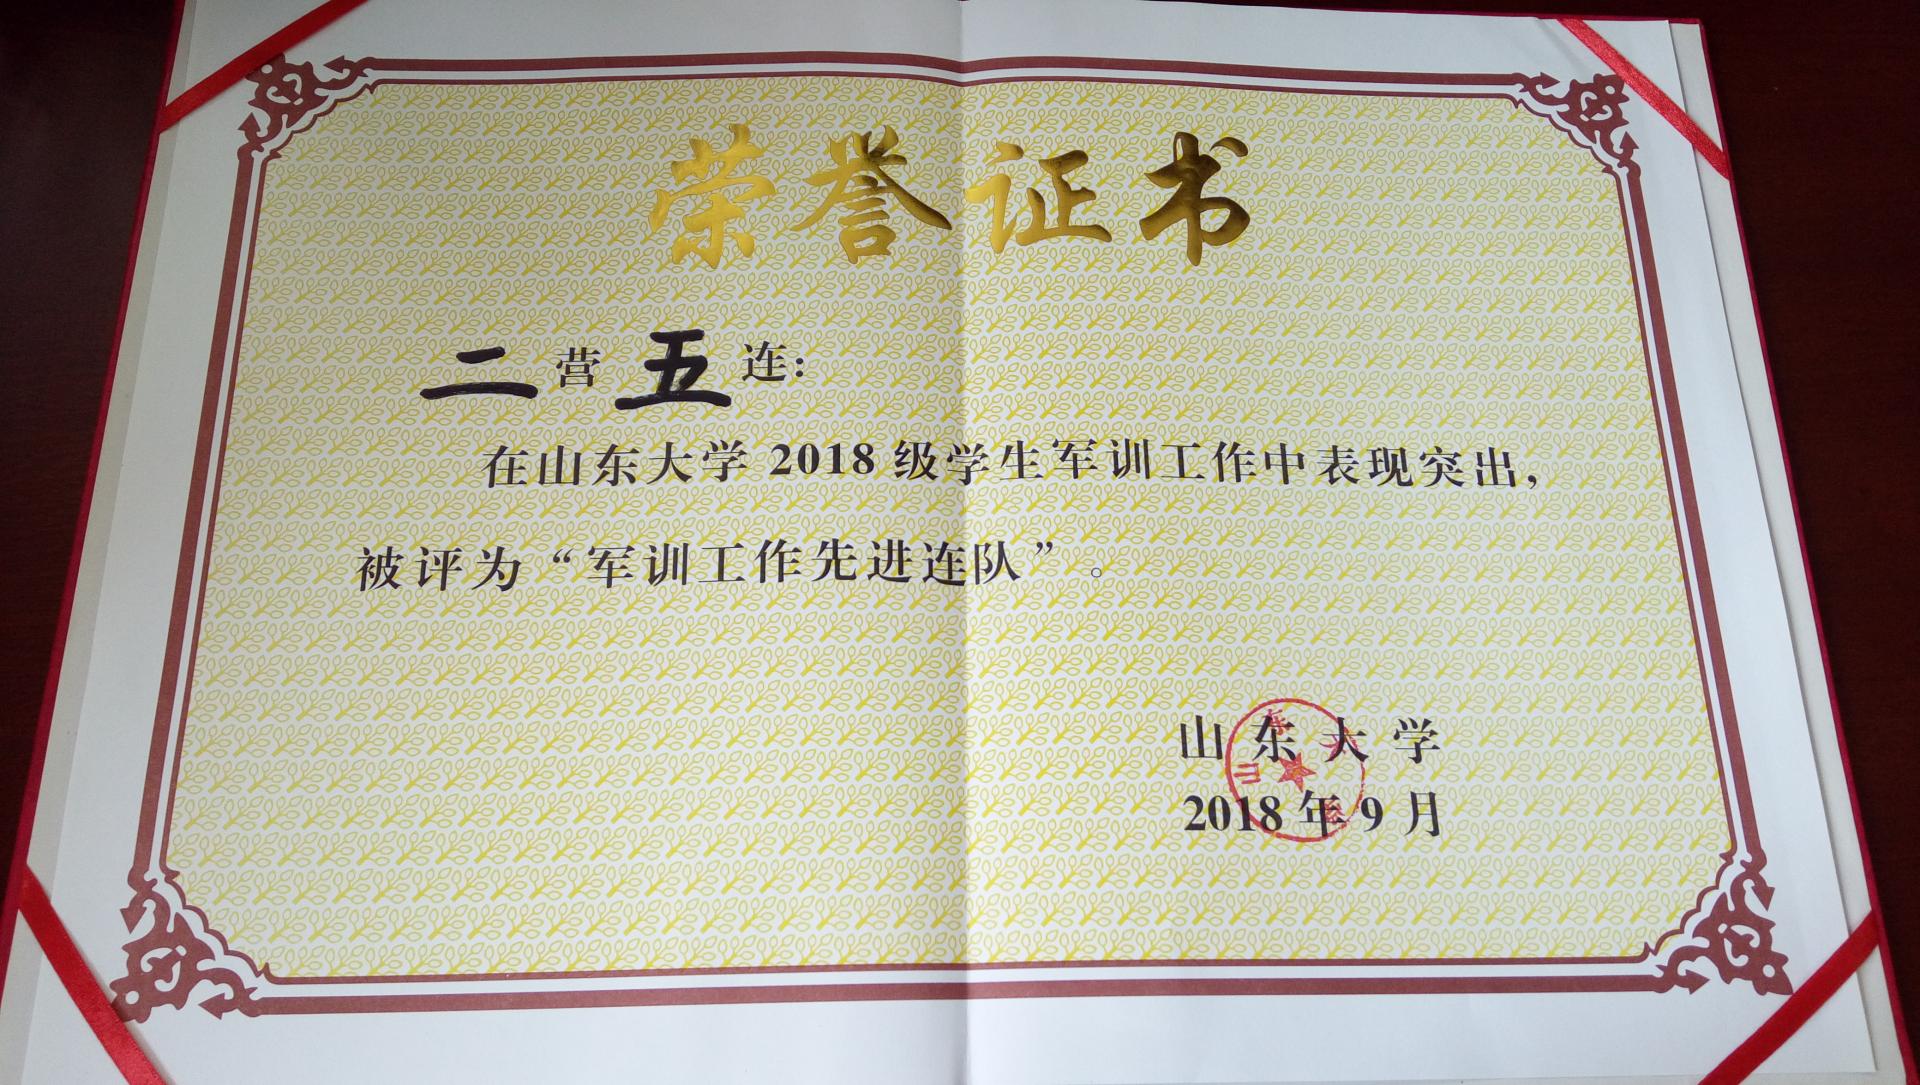 荣誉证书
二营五连：
在山东大学2018级学生军训工作中表现突出，
被评为“军训工作先进连队”。
山东大学
2018年9月